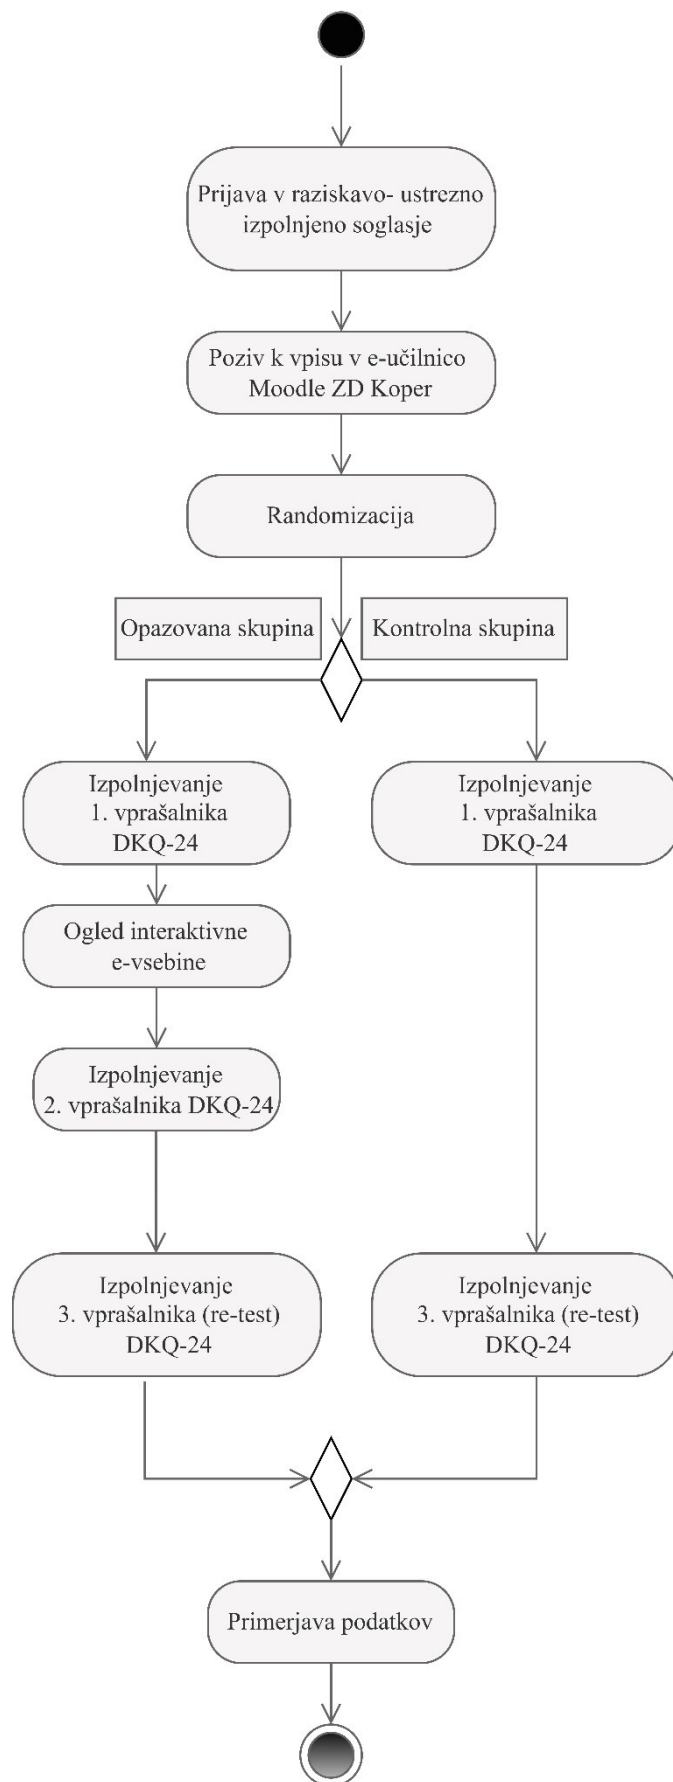 Prijava v raziskavo- ustrezno
izpolnjeno soglasje
Poziv k vpisu v e-učilnico
Moodle ZD Koper
Randomizacija
Opazovana skupina
Kontrolna skupina
Izpolnjevanje
1. vprašalnika
DKQ-24
Izpolnjevanje
1. vprašalnika
DKQ-24
Ogled interaktivne
e-vsebine
Izpolnjevanje
2. vprašalnika DKQ-24
Izpolnjevanje
3. vprašalnika (re-test)
DKQ-24
Izpolnjevanje
3. vprašalnika (re-test)
DKQ-24
Primerjava podatkov